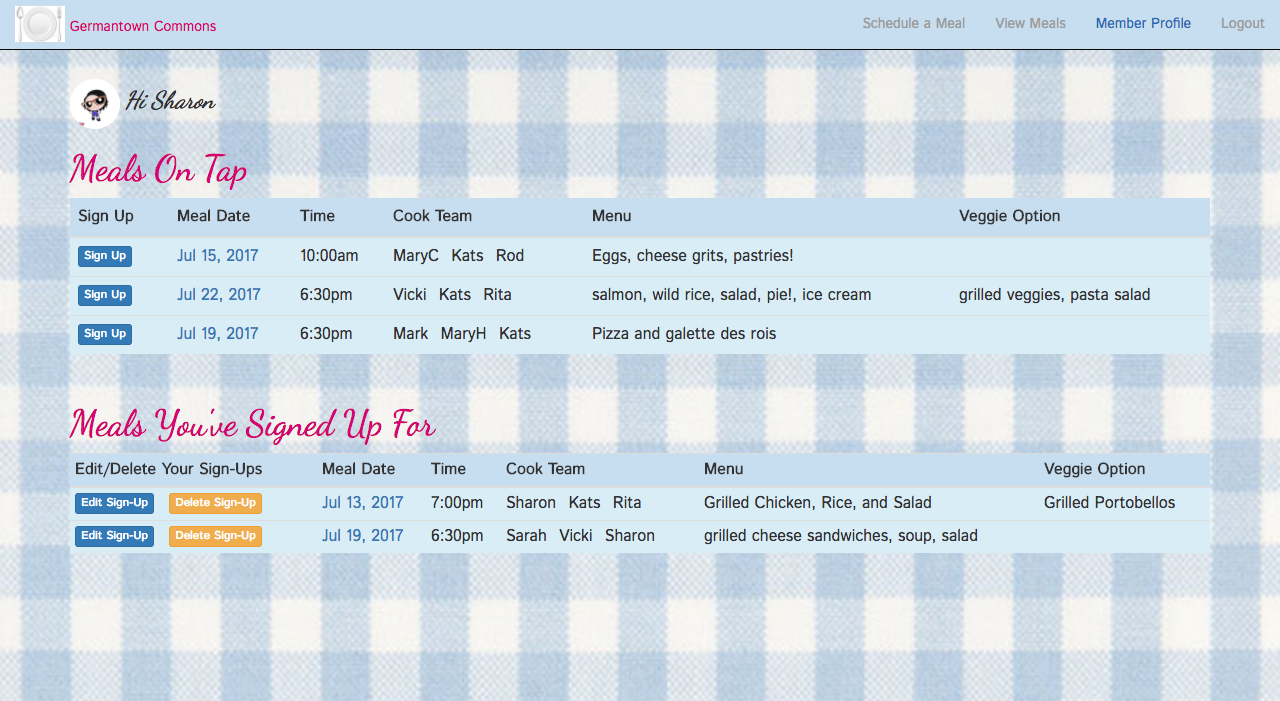 Germantown Commons Schedule a Meal View Meals Member Profile Logout
Hi Sharon
Meals On Tap
Sign Up Meal Date Time Cook Team Menu Veggie Option
Sign Up Jul 15, 2017 10:00am MaryC Kats Rod Eggs, cheese grits, pastries!
Sign Up Jul 22, 2017 6:30pm Vicki Kats Rita salmon, wild rice, salad, pie!, ice cream grilled veggies, pasta salad
Sign Up Jul 19, 2017 6:30pm Mark MaryH Kats Pizza and galette des rois
Meals You've Signed Up For
Edit/Delete Your Sign-Ups Meal Date Time Cook Team Menu Veggie Option
Edit Sign-Up Delete Sign-Up Jul 13, 2017 7:00pm Sharon Kats Rita Grilled Chicken, Rice, and Salad Grilled Portobellos
Edit Sign-Up Delete Sign-Up Jul 19, 2017 6:30pm Sarah Vicki Sharon grilled cheese sandwiches, soup, salad